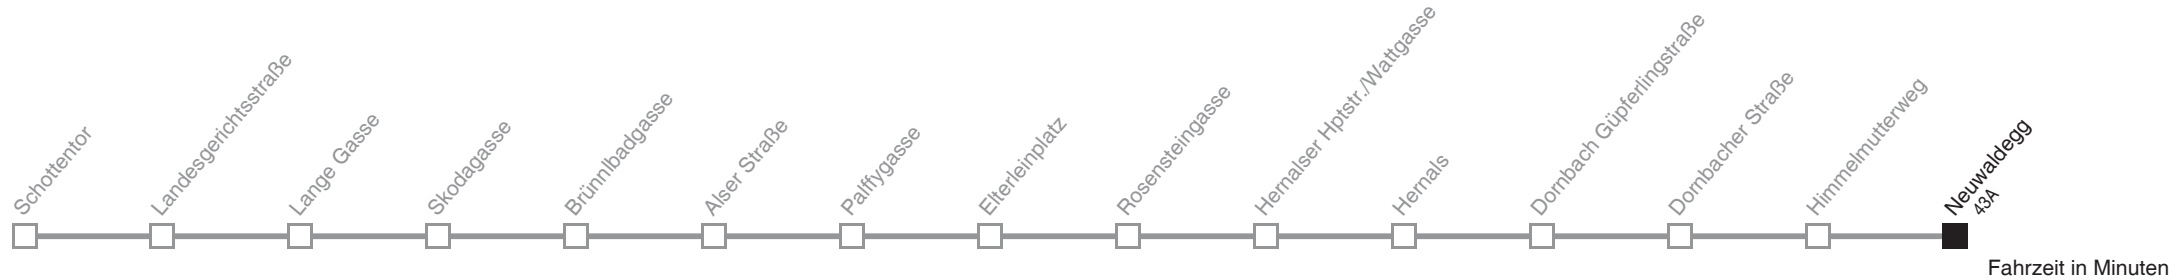 Schottentor
Landesgerichtsstraße
Lange Gasse
Skodagasse
Brünnlbadgasse
Alser Straße
Palffygasse
Elterleinplatz
Rosensteingasse
Hernalser Hptstr./Wattgasse
Hernals
Dornbach Güpferlingstraße
Dornbacher Straße
Himmelmutterweg
Neuwaldegg
43A
Fahrzeit in Minuten